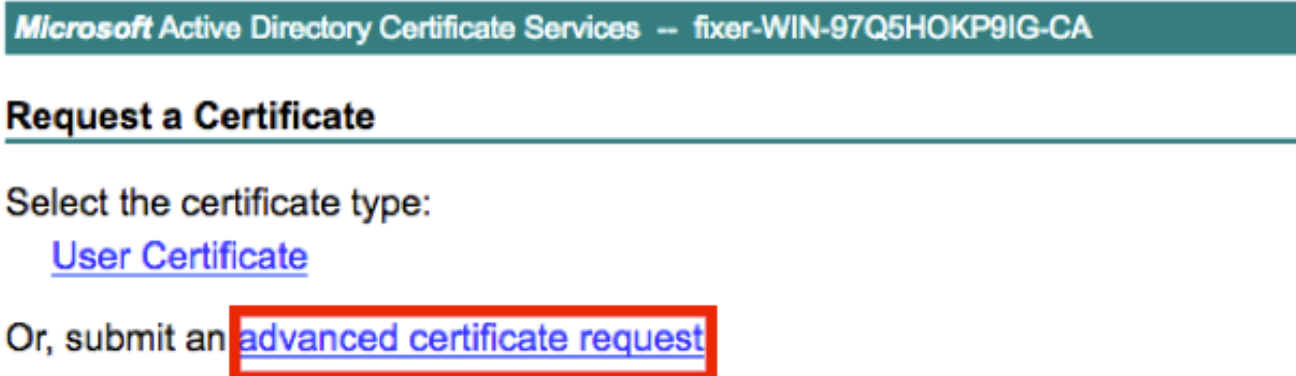 Microsoft Active Directory Certificate Services -- fixer-WIN-97Q5HOKP9IG-CA
Request a Certificate
Select the certificate type:
User Certificate
Or, submit an advanced certificate request